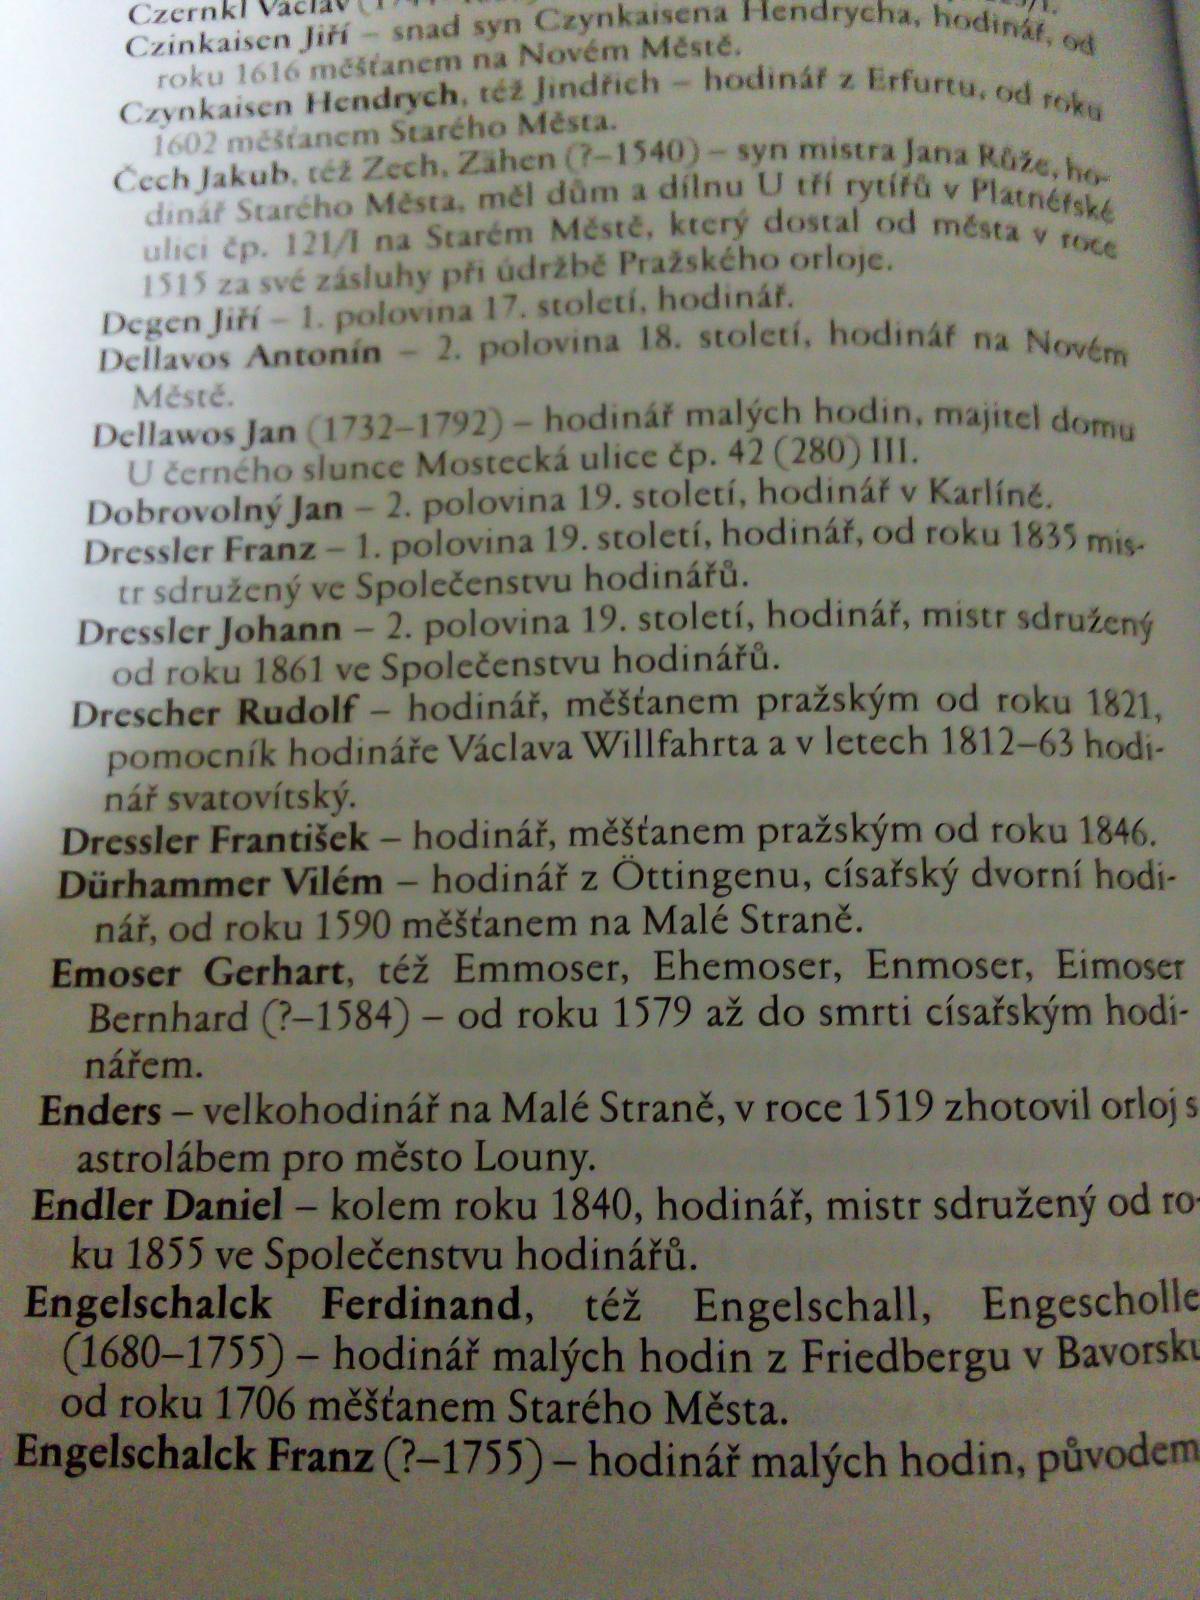 Czernkl Václav
Czinkaisen Jiří – snad syn Czynkaisena Hendrycha, hodinář, od
roku 1616 měšťanem na Novém Městě.
Czynkaisen Hendrych, též Jindřich – hodinář z Erfurtu, od roku
1602 měšťanem Starého Města.
Čech Jakub, též Zech, Zähen (?–1540) – syn mistra Jana Růže, ho-
dinář Starého Města, měl dům a dílnu U tří rytířů v Platnéřské
ulici čp. 121/I na Starém Městě, který dostal od města v roce
1515 za své zásluhy při údržbě Pražského orloje.
Degen Jiří – 1. polovina 17. století, hodinář.
Dellavos Antonín – 2. polovina 18. století, hodinář na Novém
Městě.
Dellawos Jan (1732–1792) – hodinář malých hodin, majitel domu
U černého slunce Mostecká ulice čp. 42 (280) III.
Dobrovolný Jan – 2. polovina 19. století, hodinář v Karlíně.
Dressler Franz – 1. polovina 19. století, hodinář, od roku 1835 mis-
tr sdružený ve Společenstvu hodinářů.
Dressler Johann – 2. polovina 19. století, hodinář, mistr sdružený
od roku 1861 ve Společenstvu hodinářů.
Drescher Rudolf – hodinář, měšťanem pražským od roku 1821,
pomocník hodináře Václava Willfahrta a v letech 1812–63 hodi-
nář svatovítský.
Dressler František – hodinář, měšťanem pražským od roku 1846.
Dürhammer Vilém – hodinář z Öttingenu, císařský dvorní hodi-
nář, od roku 1590 měšťanem na Malé Straně.
Emoser Gerhart, též Emmoser, Ehemoser, Enmoser, Eimoser
Bernhard (?–1584) – od roku 1579 až do smrti císařským hodi-
nářem.
Enders – velkohodinář na Malé Straně, v roce 1519 zhotovil orloj s
astrolábem pro město Louny.
Endler Daniel – kolem roku 1840, hodinář, mistr sdružený od ro-
ku 1855 ve Společenstvu hodinářů.
Engelschalck Ferdinand, též Engelschall, Engescholle
(1680–1755) – hodinář malých hodin z Friedbergu v Bavorsku
od roku 1706 měšťanem Starého Města.
Engelschalck Franz (?–1755) – hodinář malých hodin, původem